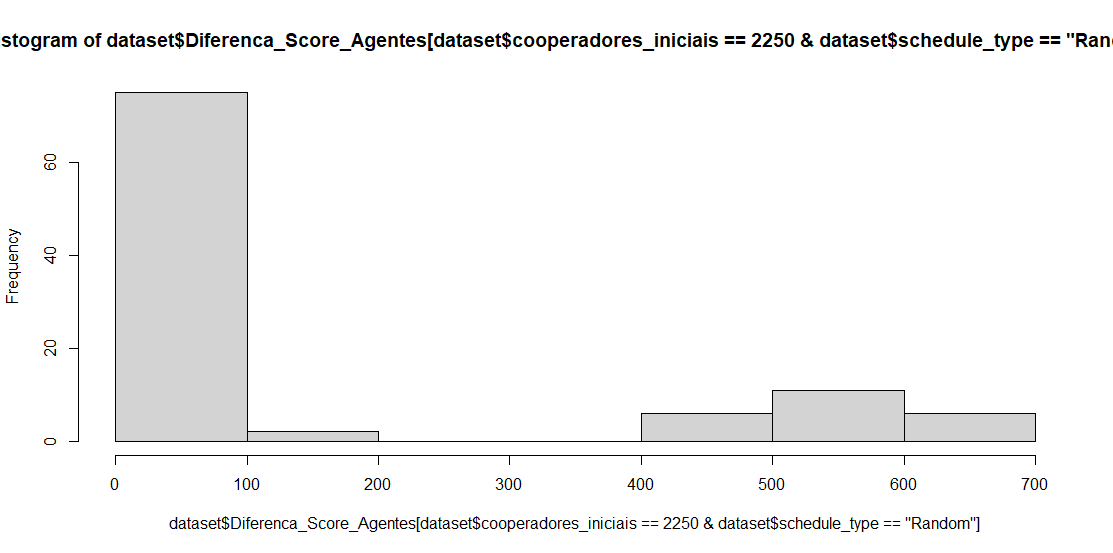 stogram of dataset$Diferenca_Score_Agentes[dataset$cooperadores_iniciais == 2250 & dataset$schedule_type == "Ran
Frequency
60
40
20
0
0 100 200 300 400 500 600 700
dataset$Diferenca_Score_Agentes[dataset$cooperadores_iniciais == 2250 & dataset$schedule_type == "Random"]